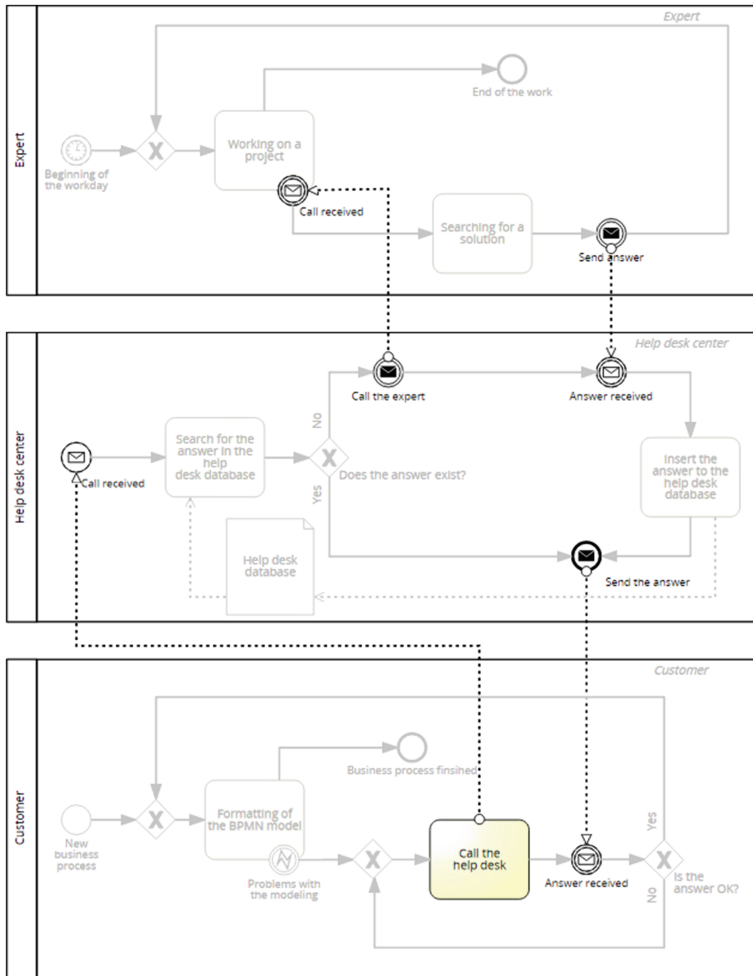 Expert
Expert
End of the work
Working on a
project
Beginning of
the workday
Call received
Searching for a
solution
Send answer
Help desk center
Help desk center
Call the expert
Answer received
No
Search for the
answer in the
help
desk database
Call received
Does the answer exist?
Insert the
answer to the
help desk
database
Yes
Help desk
database
Send the answer
Customer
Customer
Business process finsihed
Formatting of
the BPMN model
New
business
process
Problems with
the modeling
Call the
help desk
Answer received
Yes
Is the
answer OK?
No